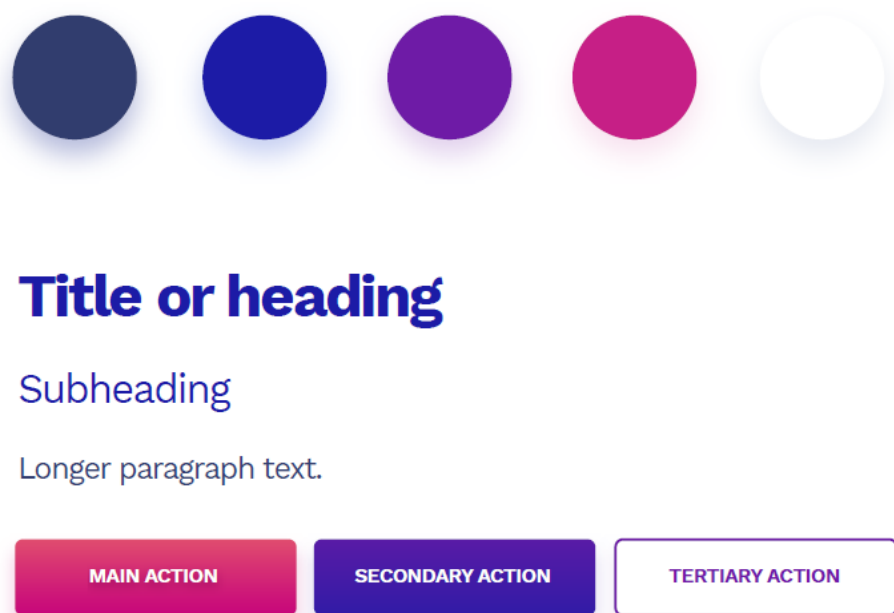 Title or heading
Subheading
Longer paragraph text.
MAIN ACTION
SECONDARY ACTION
TERTIARY ACTION